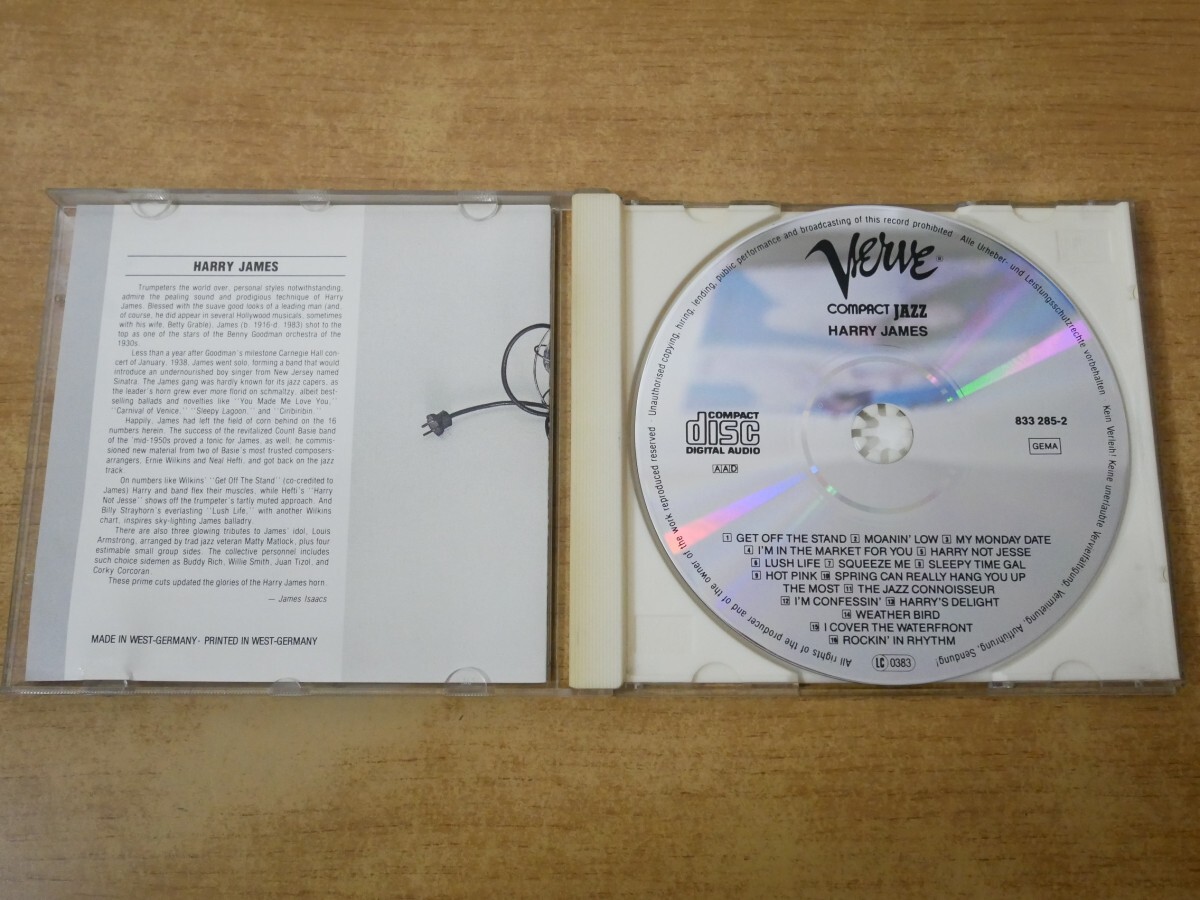 HARRY JAMES
Trumpeters the world over, personal styles notwithstanding,
admire the pealing sound and prodigious technique of Harry
James. Blessed with the suave good looks of a leading man (and,
of course, he did appear in several Hollywood musicals, sometimes
with his wife, Betty Grable), James (b. 1916-d. 1983) shot to the
top as one of the stars of the Benny Goodman orchestra of the
1930s.
Less than a year after Goodman's milestone Carnegie Hall con-
cert of January, 1938, James went solo, forming a band that would
introduce an undernourished boy singer from New Jersey named
Sinatra. The James gang was hardly known for its jazz capers, as
the leader's horn grew ever more florid on schmaltzy, albeit best-
selling ballads and novelties like ''You Made Me Love You,''
''Carnival of Venice,'' ''Sleepy Lagoon,'' and ''Ciribiribin.''
Happily, James had left the field of corn behind on the 16
numbers herein. The success of the revitalized Count Basie band
of the 'mid-1950s proved a tonic for James, as well, he commis-
sioned new material from two of Basie's most trusted composers-
arrangers, Ernie Wilkins and Neal Hefti, and got back on the jazz
track.
On numbers like Wilkins' ''Get Off The Stand'' (co-credited to
James) Harry and band flex their muscles, while Hefti's ''Harry
Not Jesse'' shows off the trumpeter's tartly muted approach. And
Billy Strayhorn's everlasting ''Lush Life,'' with another Wilkins
chart, inspires sky-lighting James balladry.
There are also three glowing tributes to James' idol, Louis
Armstrong, arranged by trad jazz veteran Matty Matlock, plus four
estimable small group sides. The collective personnel includes
such choice sidemen as Buddy Rich, Willie Smith, Juan Tizol, and
Corky Corcoran.
These prime cuts updated the glories of the Harry James horn.
— James Isaacs
MADE IN WEST-GERMANY · PRINTED IN WEST-GERMANY
All rights of the producer and of the owner of the work reproduced reserved Unauthorised copying, hiring, lending, public performance and broadcasting of this record prohibited Alle Urheber- und Leistungsschutzrechte vorbehalten Kein Verleih! Keine unerlaubte Vervielfältigung, Vermietung, Aufführung, Sendung!
VERVE ®
COMPACT JAZZ
HARRY JAMES
COMPACT
disc
DIGITAL AUDIO
AAD
833 285-2
GEMA
1 GET OFF THE STAND 2 MOANIN' LOW 3 MY MONDAY DATE
4 I'M IN THE MARKET FOR YOU 5 HARRY NOT JESSE
6 LUSH LIFE 7 SQUEEZE ME 8 SLEEPY TIME GAL
9 HOT PINK 10 SPRING CAN REALLY HANG YOU UP
THE MOST 11 THE JAZZ CONNOISSEUR
12 I'M CONFESSIN' 13 HARRY'S DELIGHT
14 WEATHER BIRD
15 I COVER THE WATERFRONT
16 ROCKIN' IN RHYTHM
LC 0383